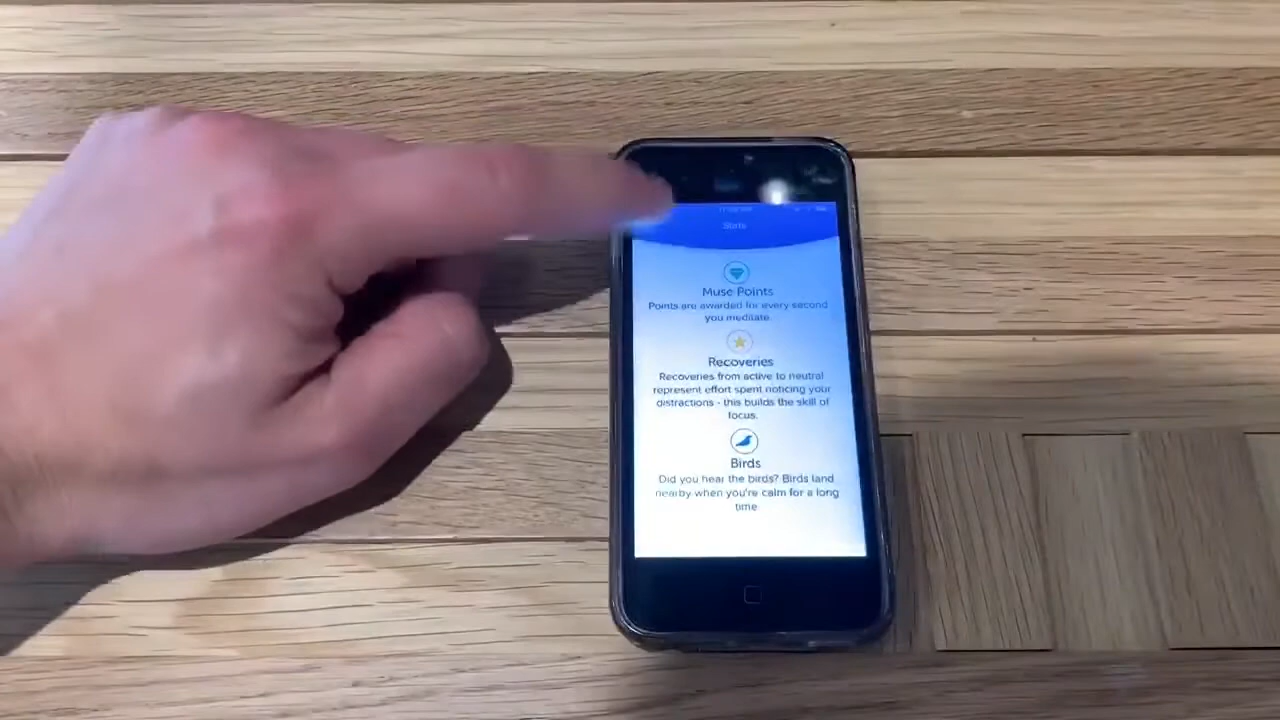 Stats
Muse Points
Points are awarded for every second
you meditate.
Recoveries
Recoveries from active to neutral
represent effort spent noticing your
distractions - this builds the skill of
focus.
Birds
Did you hear the birds? Birds land
nearby when you're calm for a long
time